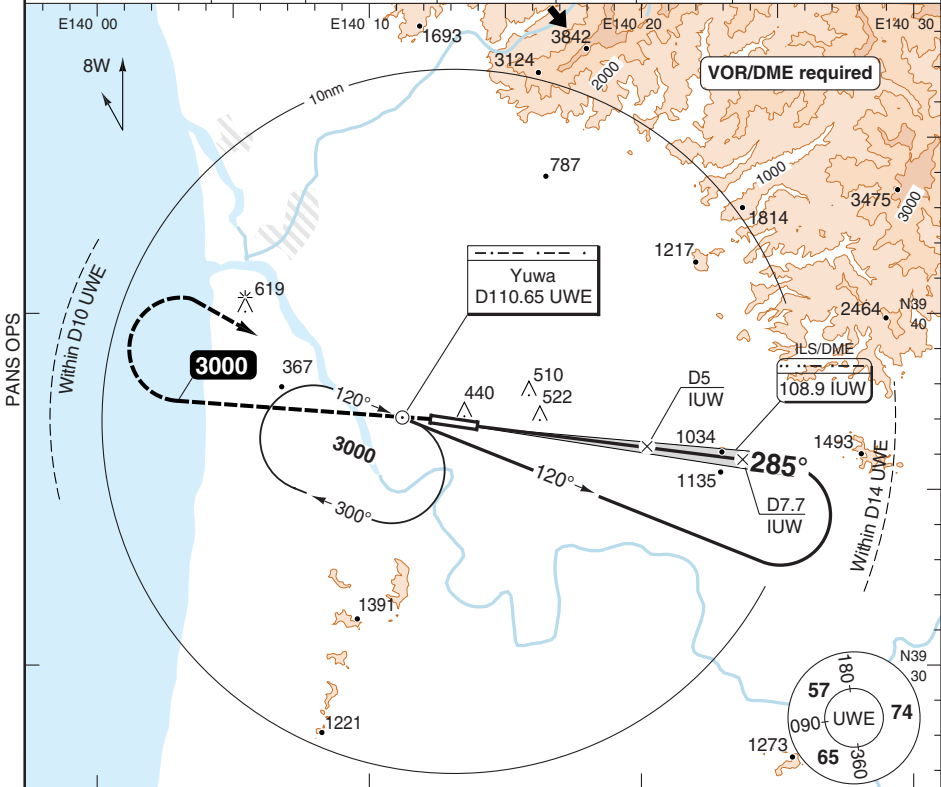 E140 00
E140 10
E140 20
E140 30
1693
3842
3124
2000
8W
VOR/DME required
10nm
787
1000
1814
3475
3000
1217
Yuwa
D110.65 UWE
2464
N39
40
Within D10 UWE
619
PANS OPS
3000
367
ILS/DME
108.9 IUW
D5
IUW
510
522
440
120°
1034
1135
285°
1493
3000
120°
D7.7
IUW
Within D14 UWE
300°
1391
N39
30
180
57
74
090
UWE
65
360
1221
1273